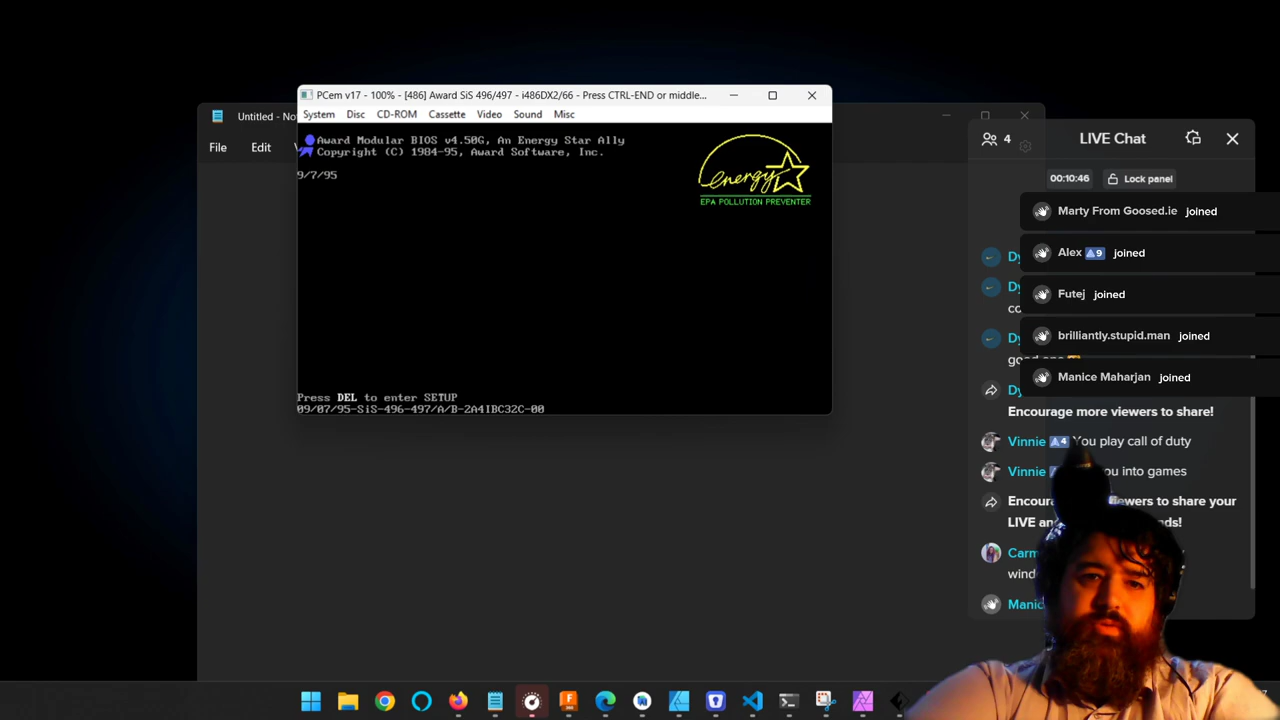 PCem v17 - 100% - [486] Award SiS 496/497 - i486DX2/66 - Press CTRL-END or middle...
System Disc CD-ROM Cassette Video Sound Misc
Award Modular BIOS v4.50G, An Energy Star Ally
Copyright (C) 1984-95, Award Software, Inc.
9/7/95
energy
EPA POLLUTION PREVENTER
Press DEL to enter SETUP
09/07/95-SiS-496-497/A/B-2A4IBC32C-00
Untitled - No
File Edit
4 LIVE Chat
00:10:46 Lock panel
Marty From Goosed.ie joined
Alex 9 joined
Futej joined
brilliantly.stupid.man joined
Manice Maharjan joined
Encourage more viewers to share!
Vinnie 4 You play call of duty
Vinnie into games
viewers to share your
LIVE
Carm
wind
Manic